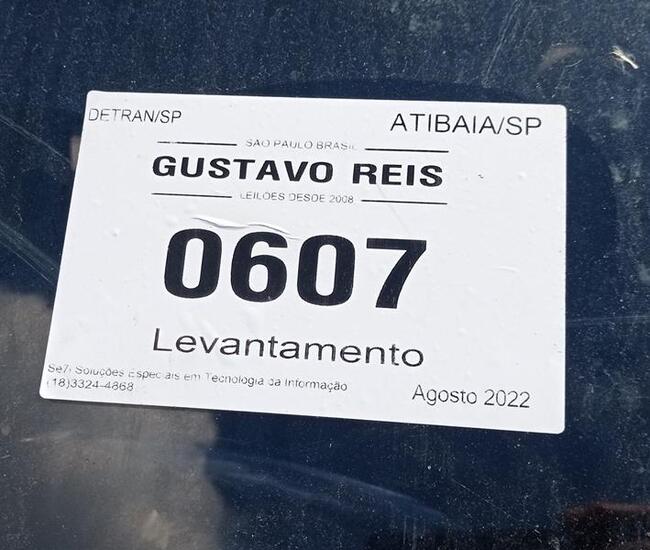 DETRAN/SP
ATIBAIA/SP
SÃO PAULO BRASIL
GUSTAVO REIS
LEILÕES DESDE 2008
0607
Levantamento
Se7i Soluções Especiais em Tecnologia da Informação
(18)3324-4868
Agosto 2022